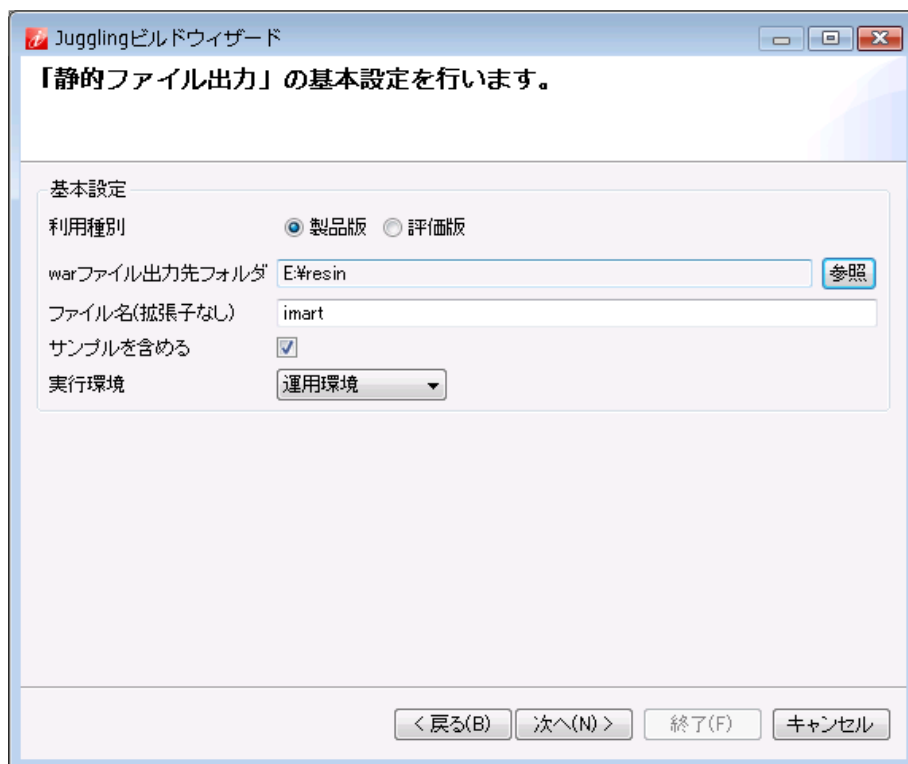 Jugglingビルドウィザード
「静的ファイル出力」の基本設定を行います。
基本設定
利用種別 製品版 評価版
warファイル出力先フォルダ E:¥resin 参照
ファイル名(拡張子なし) imart
サンプルを含める
実行環境 運用環境
< 戻る(B) 次へ(N) > 終了(F) キャンセル